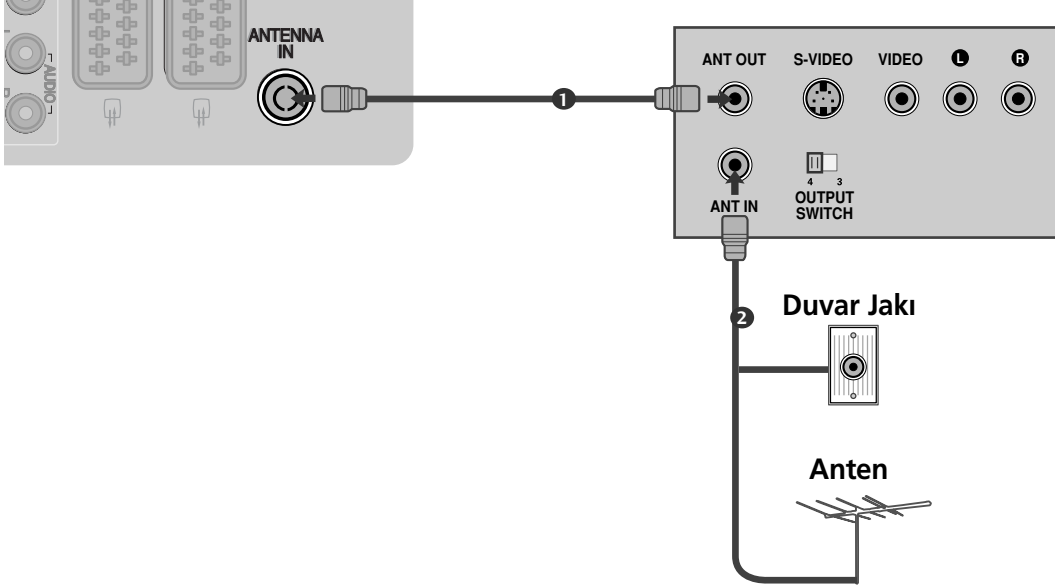 ANTENNA
IN
AUDIO
L
R
1
ANT OUT S-VIDEO VIDEO L R
4 3
OUTPUT
SWITCH
ANT IN
2
Duvar Jakı
Anten